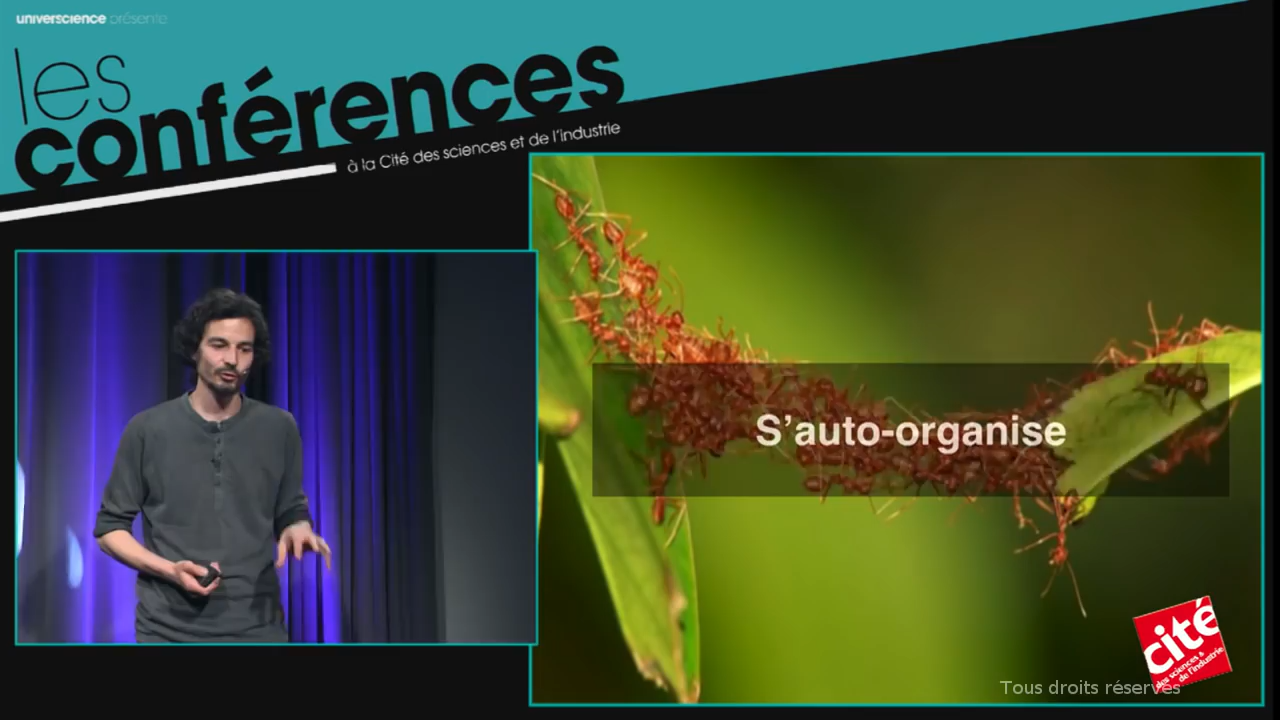 universcience présente
les
conférences
à la Cité des sciences et de l'industrie
S'auto-organise
cité
des sciences &
de l'industrie
Tous droits réservés